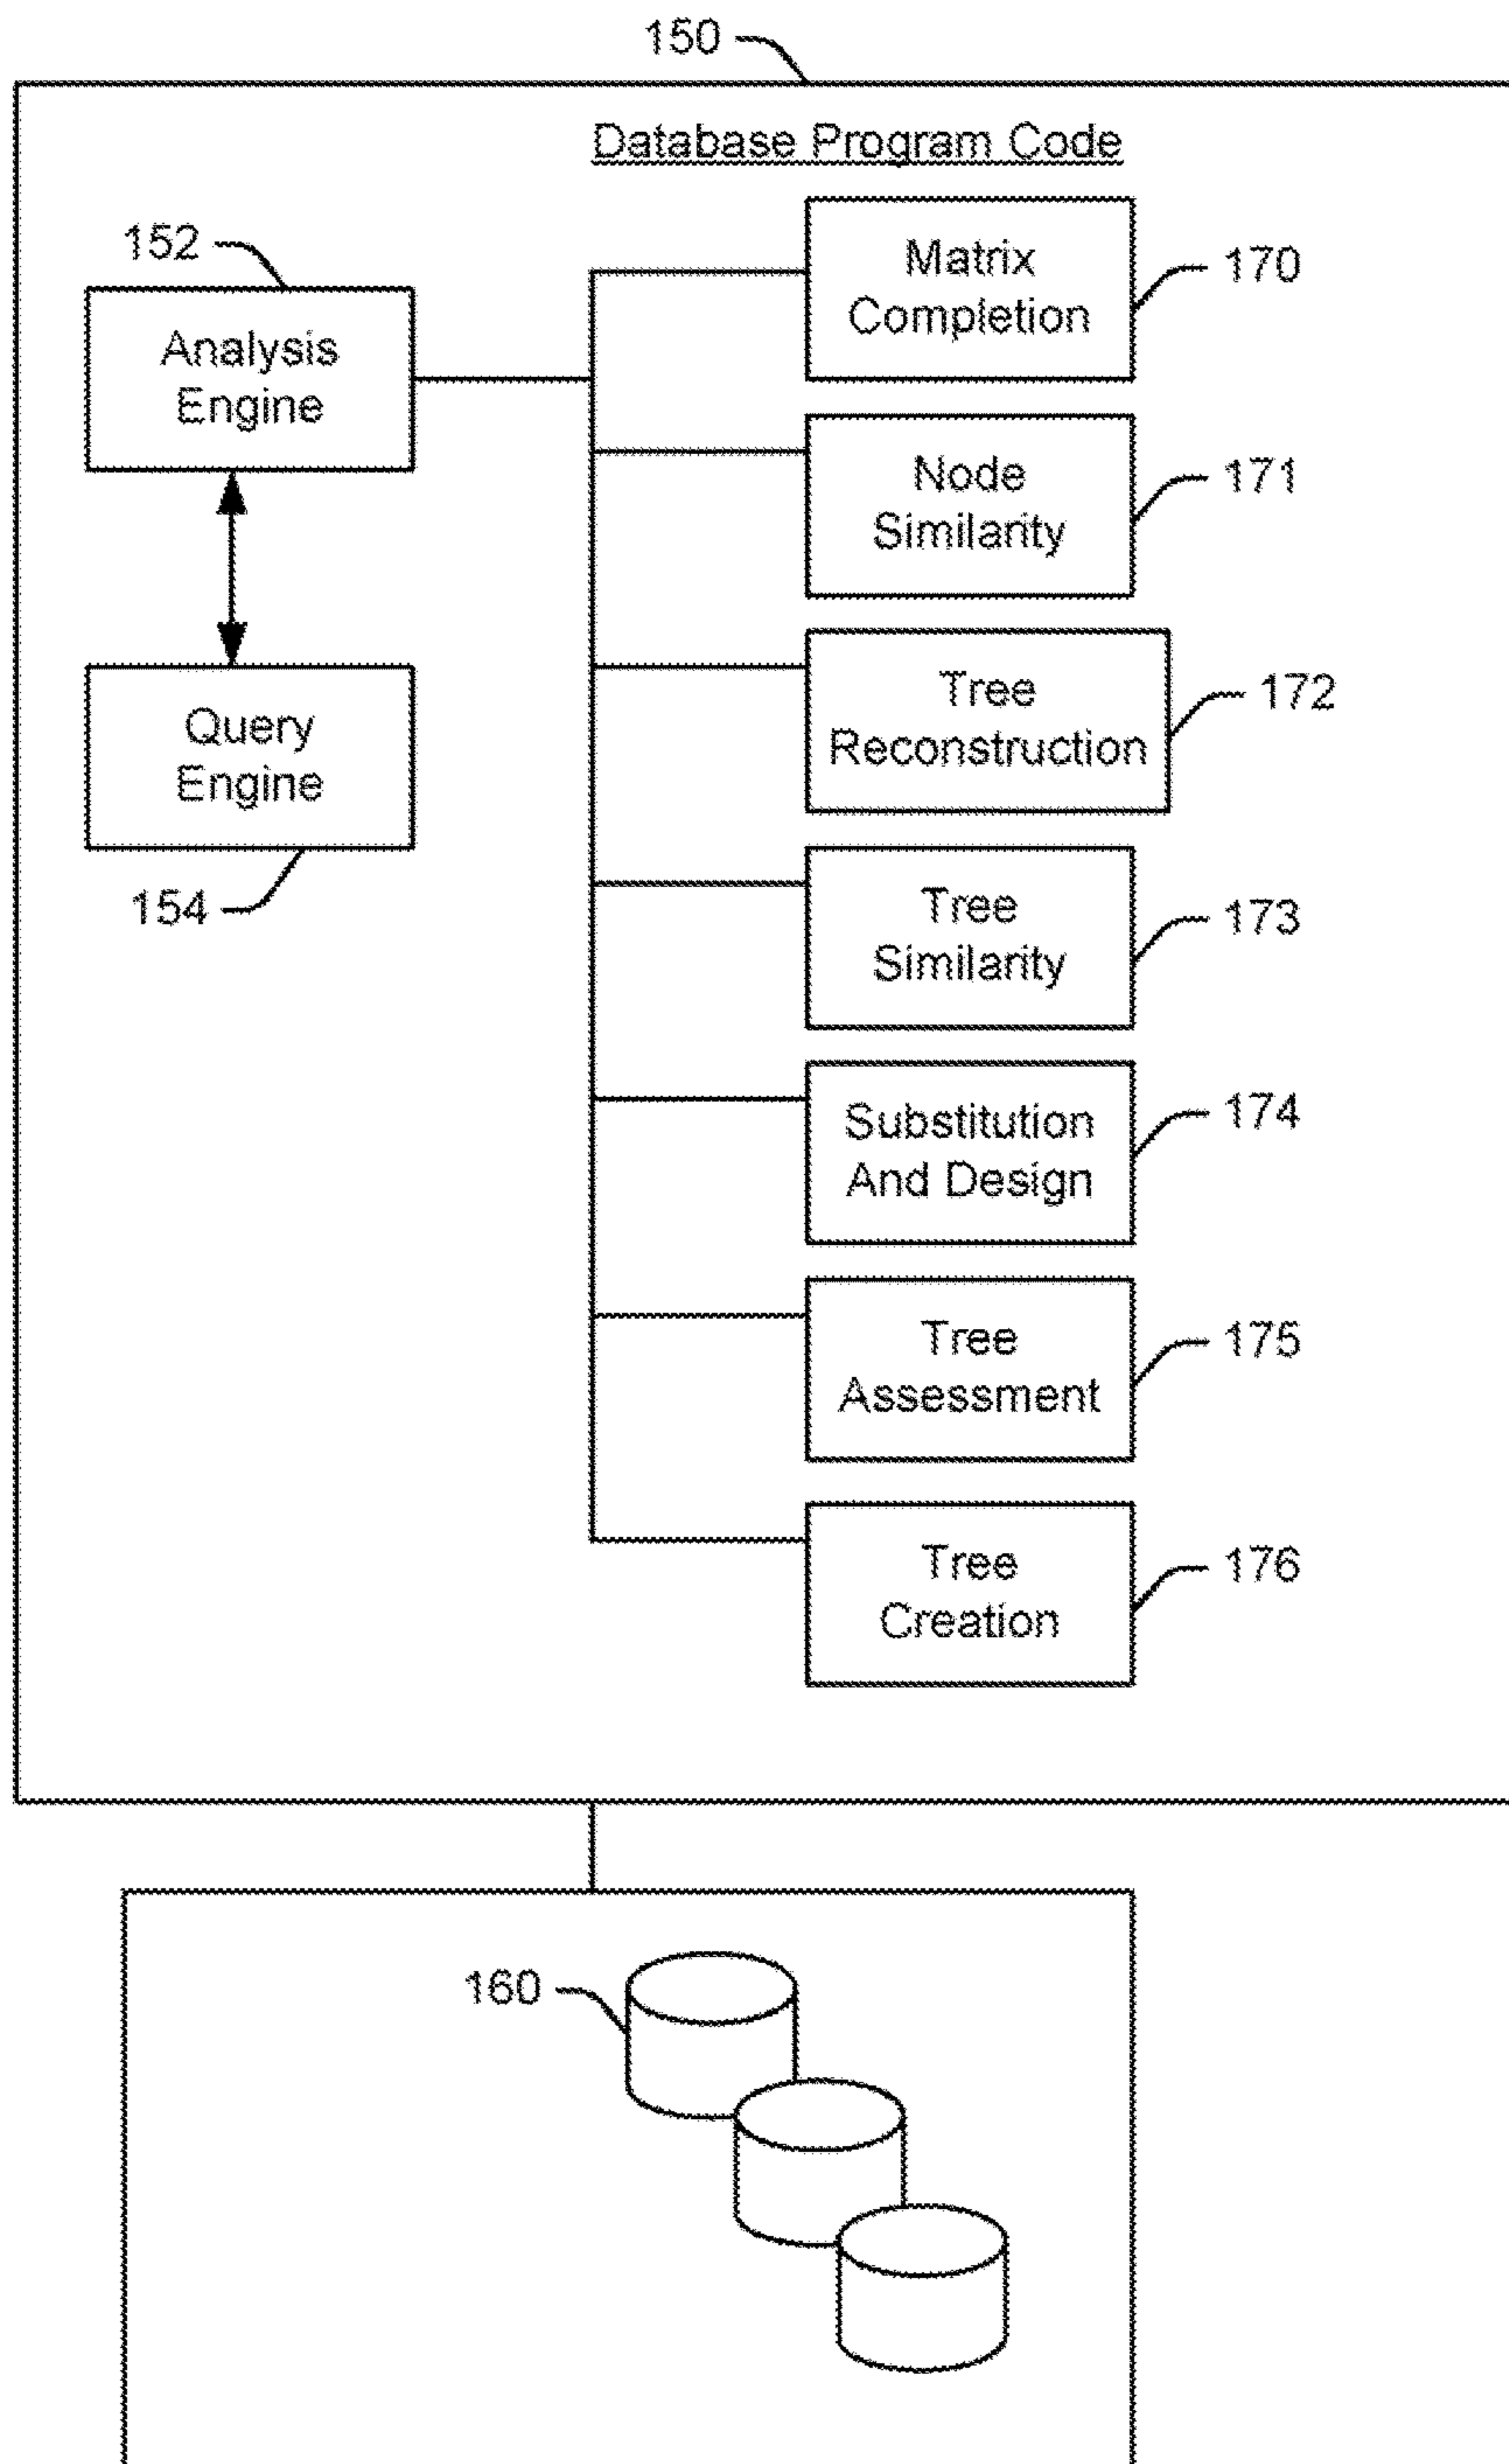 150
Database Program Code
152
Analysis
Engine
Query
Engine
154
Matrix
Completion
170
Node
Similarity
171
Tree
Reconstruction
172
Tree
Similarity
173
Substitution
And Design
174
Tree
Assessment
175
Tree
Creation
176
160